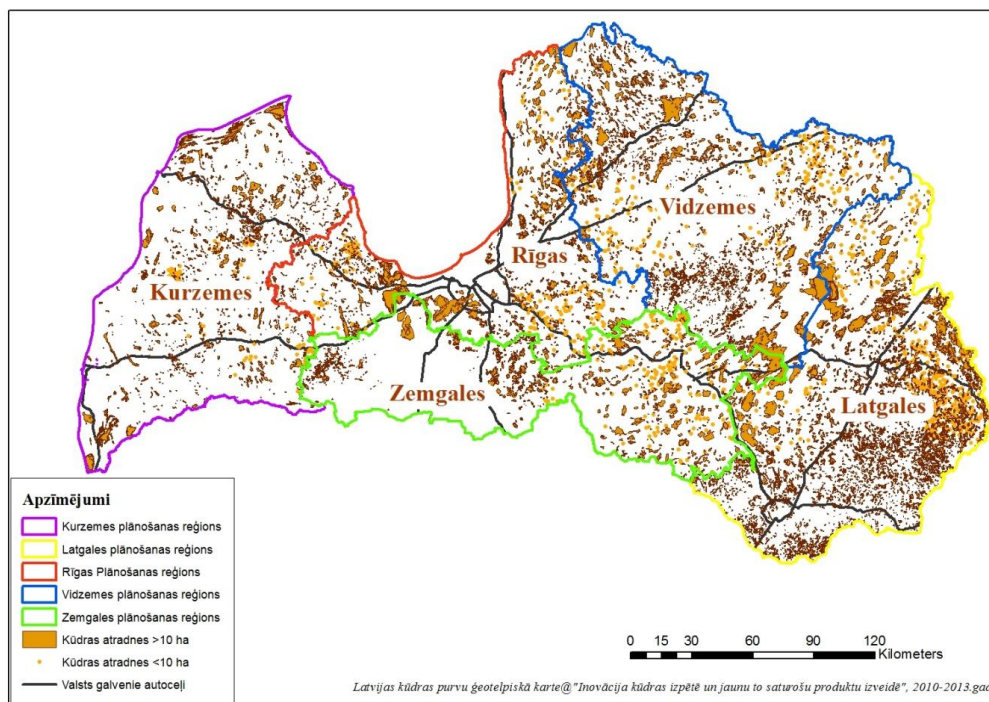 Vidzemes
Rīgas
Kurzemes
Zemgales
Latgales
Apzīmējumi
Kurzemes plānošanas reģions
Latgales plānošanas reģions
Rīgas Plānošanas reģions
Vidzemes plānošanas reģions
Zemgales plānošanas reģions
Kūdras atradnes >10 ha
Kūdras atradnes <10 ha
Valsts galvenie autoceļi
0 15 30 60 90 120
Kilometers
Latvijas kūdras purvu ģeotelpiskā karte@"Inovācija kūdras izpētē un jaunu to saturošu produktu izveidē", 2010-2013.gad